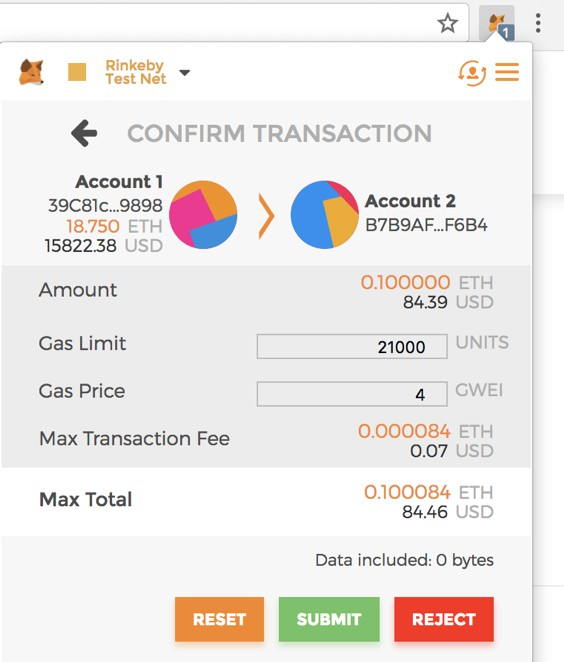 1
Rinkeby
Test Net
CONFIRM TRANSACTION
Account 1
39C81c...9898
18.750 ETH
15822.38 USD
Account 2
B7B9AF...F6B4
Amount 0.100000 ETH
84.39 USD
Gas Limit 21000 UNITS
Gas Price 4 GWEI
Max Transaction Fee 0.000084 ETH
0.07 USD
Max Total 0.100084 ETH
84.46 USD
Data included: 0 bytes
RESET SUBMIT REJECT